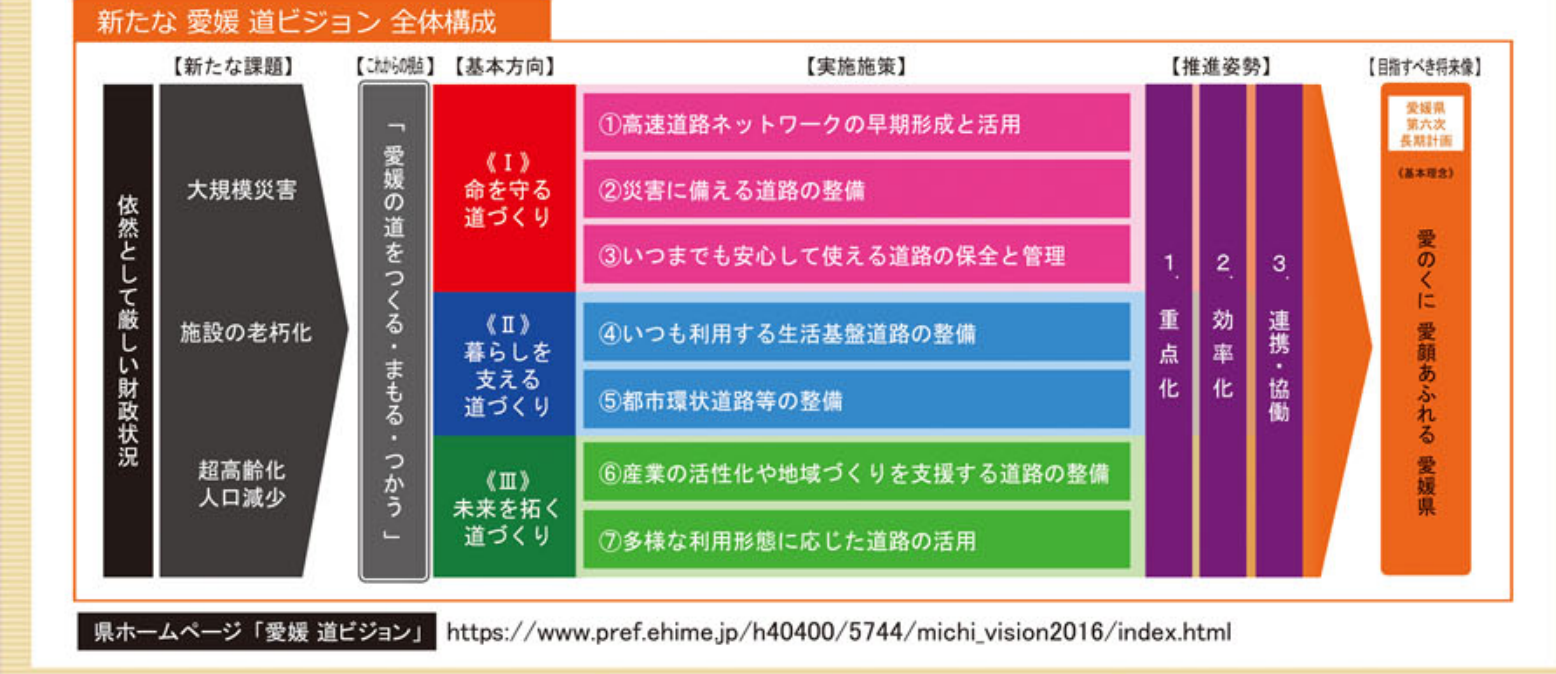 新たな 愛媛 道ビジョン 全体構成
【新たな課題】
【これからの視点】
【基本方向】
【実施施策】
【推進姿勢】
【目指すべき将来像】
依然として厳しい財政状況
大規模災害
施設の老朽化
超高齢化
人口減少
「愛媛の道をつくる・まもる・つかう」
《Ⅰ》
命を守る
道づくり
①高速道路ネットワークの早期形成と活用
②災害に備える道路の整備
③いつまでも安心して使える道路の保全と管理
《Ⅱ》
暮らしを
支える
道づくり
④いつも利用する生活基盤道路の整備
⑤都市環状道路等の整備
《Ⅲ》
未来を拓く
道づくり
⑥産業の活性化や地域づくりを支援する道路の整備
⑦多様な利用形態に応じた道路の活用
1.重点化
2.効率化
3.連携・協働
愛媛県
第六次
長期計画
《基本理念》
愛のくに 愛顔あふれる 愛媛県
県ホームページ「愛媛 道ビジョン」 https://www.pref.ehime.jp/h40400/5744/michi_vision2016/index.html